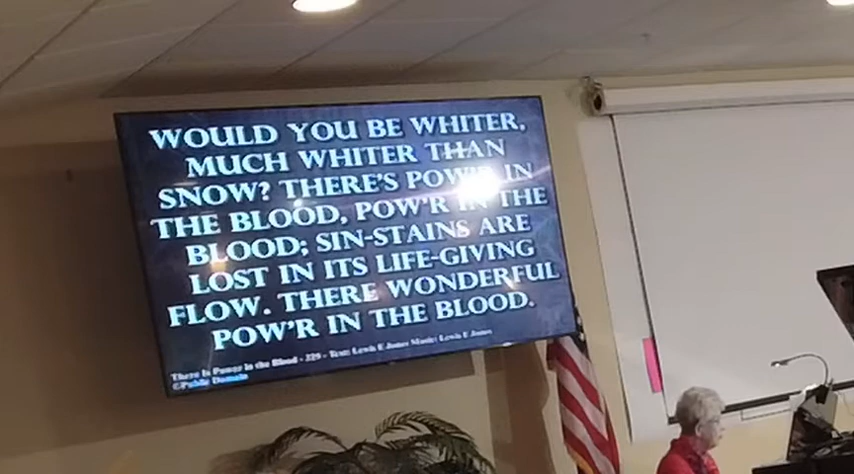 WOULD YOU BE WHITER,
MUCH WHITER THAN
SNOW? THERE'S POW'R IN
THE BLOOD, POW'R IN THE
BLOOD; SIN-STAINS ARE
LOST IN ITS LIFE-GIVING
FLOW. THERE WONDERFUL
POW'R IN THE BLOOD.
There Is Power in the Blood - 329 - Text: Lewis E Jones Music: Lewis E Jones
©Public Domain